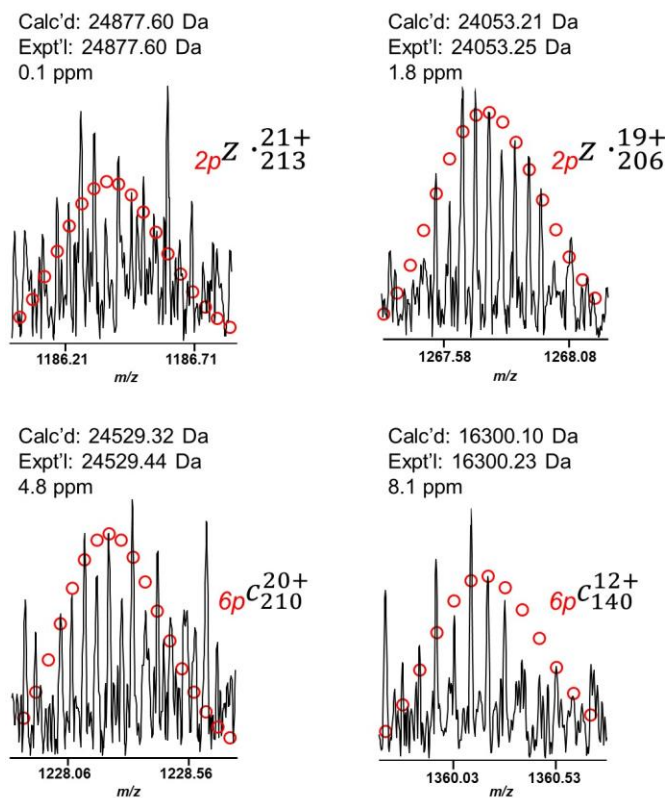 Calc'd: 24877.60 Da
Expt'l: 24877.60 Da
0.1 ppm
2pZ·21+213
1186.21 1186.71
m/z
Calc'd: 24053.21 Da
Expt'l: 24053.25 Da
1.8 ppm
2pZ·19+206
1267.58 1268.08
m/z
Calc'd: 24529.32 Da
Expt'l: 24529.44 Da
4.8 ppm
6pc20+210
1228.06 1228.56
m/z
Calc'd: 16300.10 Da
Expt'l: 16300.23 Da
8.1 ppm
6pc12+140
1360.03 1360.53
m/z